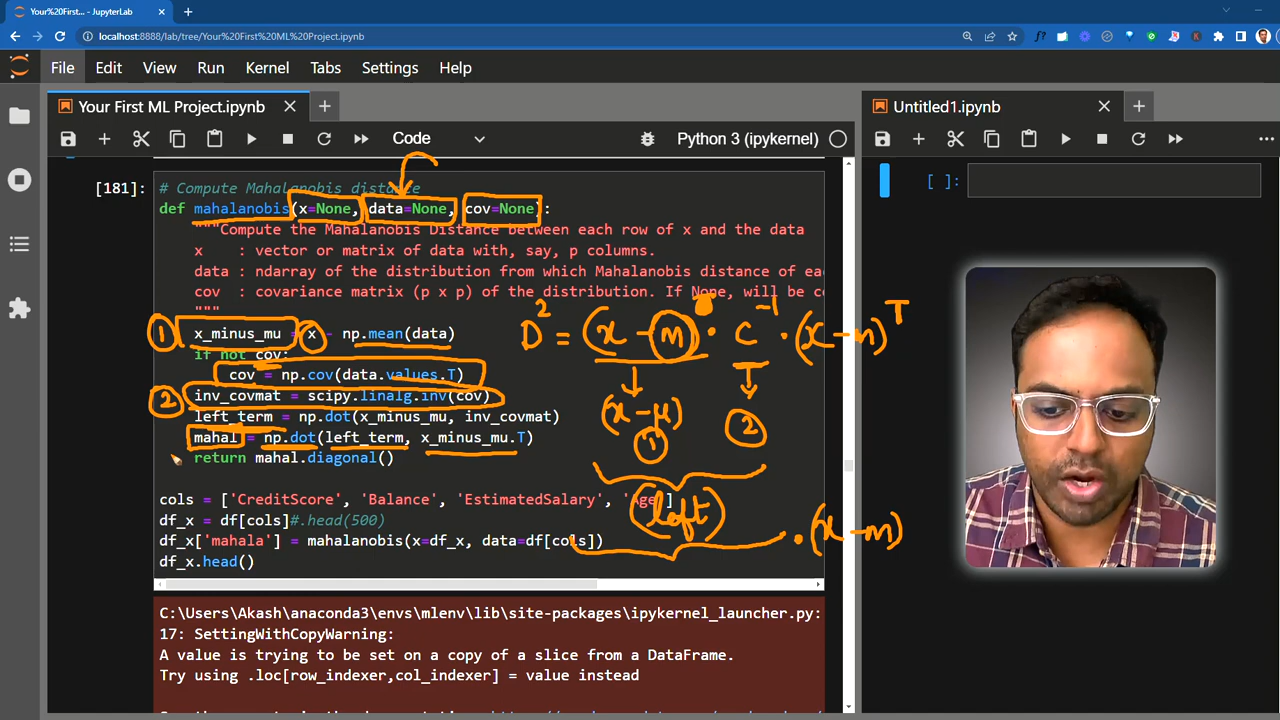 Your%20First... - JupyterLab
localhost:8888/lab/tree/Your%20First%20ML%20Project.ipynb
File Edit View Run Kernel Tabs Settings Help
Your First ML Project.ipynb
Untitled1.ipynb
Code
Python 3 (ipykernel)
[181]:
[ ]:
# Compute Mahalanobis distance
def mahalanobis(x=None, data=None, cov=None):
"""Compute the Mahalanobis Distance between each row of x and the data
x : vector or matrix of data with, say, p columns.
data : ndarray of the distribution from which Mahalanobis distance of ea
cov : covariance matrix (p x p) of the distribution. If None, will be c
"""
① x_minus_mu = x - np.mean(data)
if not cov:
cov = np.cov(data.values.T)
② inv_covmat = scipy.linalg.inv(cov)
left_term = np.dot(x_minus_mu, inv_covmat)
mahal = np.dot(left_term, x_minus_mu.T)
return mahal.diagonal()
D² = (x - m) · C⁻¹ · (x - m)ᵀ
(x - μ)
① ②
(left)
· (x - m)
cols = ['CreditScore', 'Balance', 'EstimatedSalary', 'Age']
df_x = df[cols]#.head(500)
df_x['mahala'] = mahalanobis(x=df_x, data=df[cols])
df_x.head()
C:\Users\Akash\anaconda3\envs\mlenv\lib\site-packages\ipykernel_launcher.py:
17: SettingWithCopyWarning:
A value is trying to be set on a copy of a slice from a DataFrame.
Try using .loc[row_indexer,col_indexer] = value instead